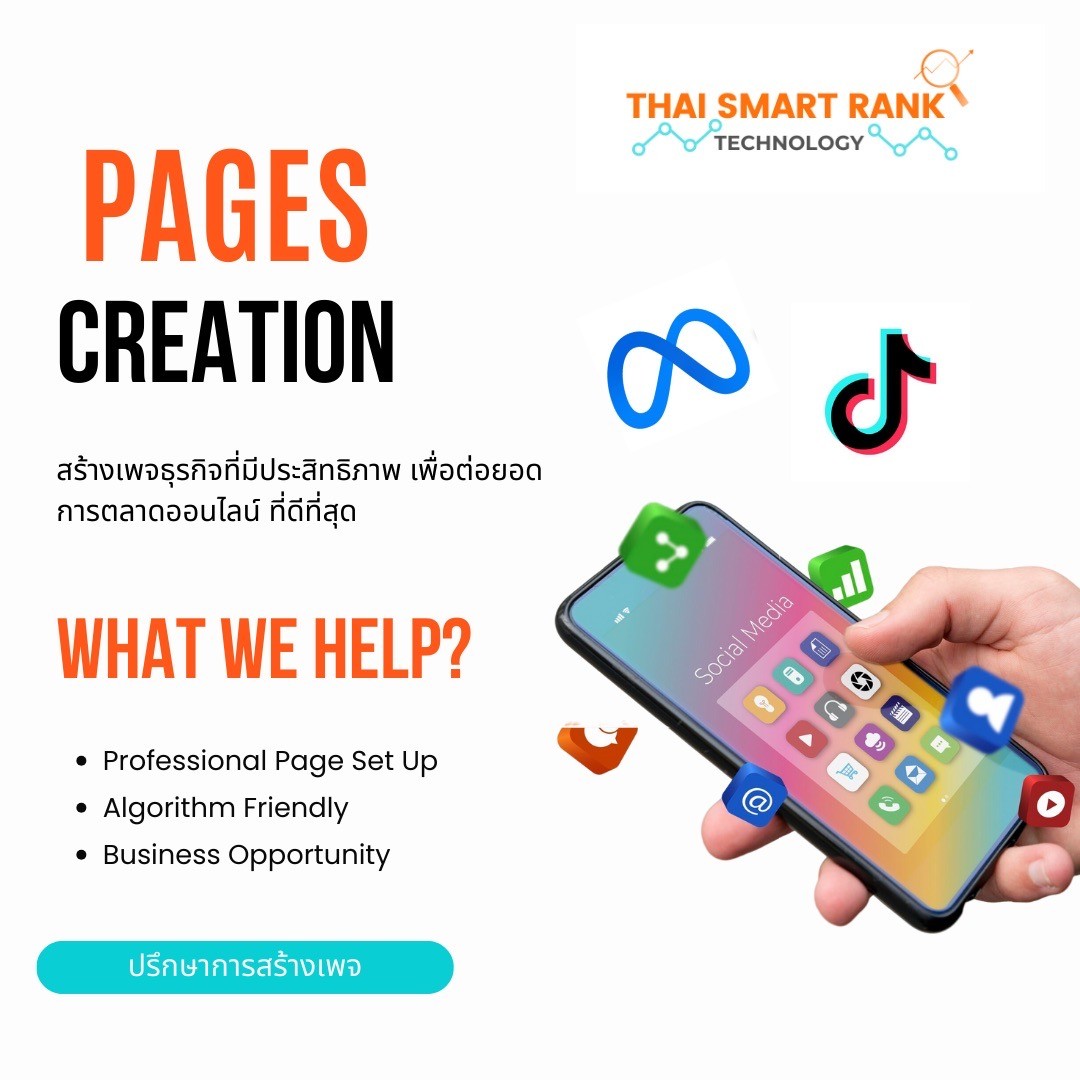 THAI SMART RANK
TECHNOLOGY
PAGES
CREATION
สร้างเพจธุรกิจที่มีประสิทธิภาพ เพื่อต่อยอด
การตลาดออนไลน์ ที่ดีที่สุด
Social Media
WHAT WE HELP?
@
Professional Page Set Up
Algorithm Friendly
Business Opportunity
ปรึกษาการสร้างเพจ